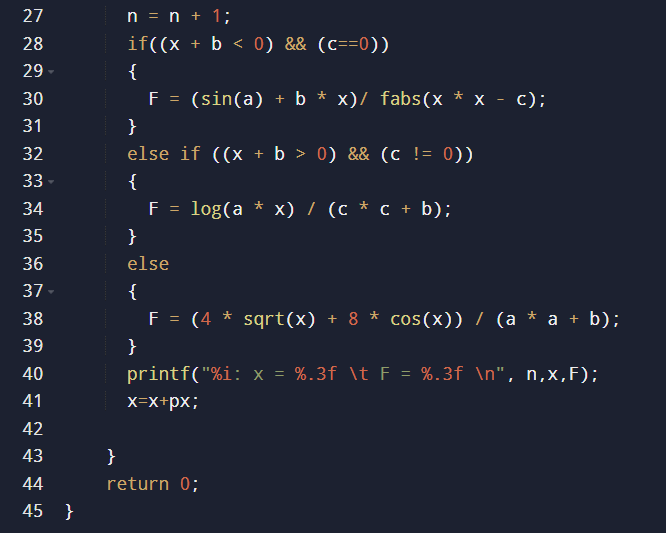 27 n = n + 1;
28 if((x + b < 0) && (c==0))
29 {
30 F = (sin(a) + b * x)/ fabs(x * x - c);
31 }
32 else if ((x + b > 0) && (c != 0))
33 {
34 F = log(a * x) / (c * c + b);
35 }
36 else
37 {
38 F = (4 * sqrt(x) + 8 * cos(x)) / (a * a + b);
39 }
40 printf("%i: x = %.3f \t F = %.3f \n", n,x,F);
41 x=x+px;
42
43 }
44 return 0;
45 }